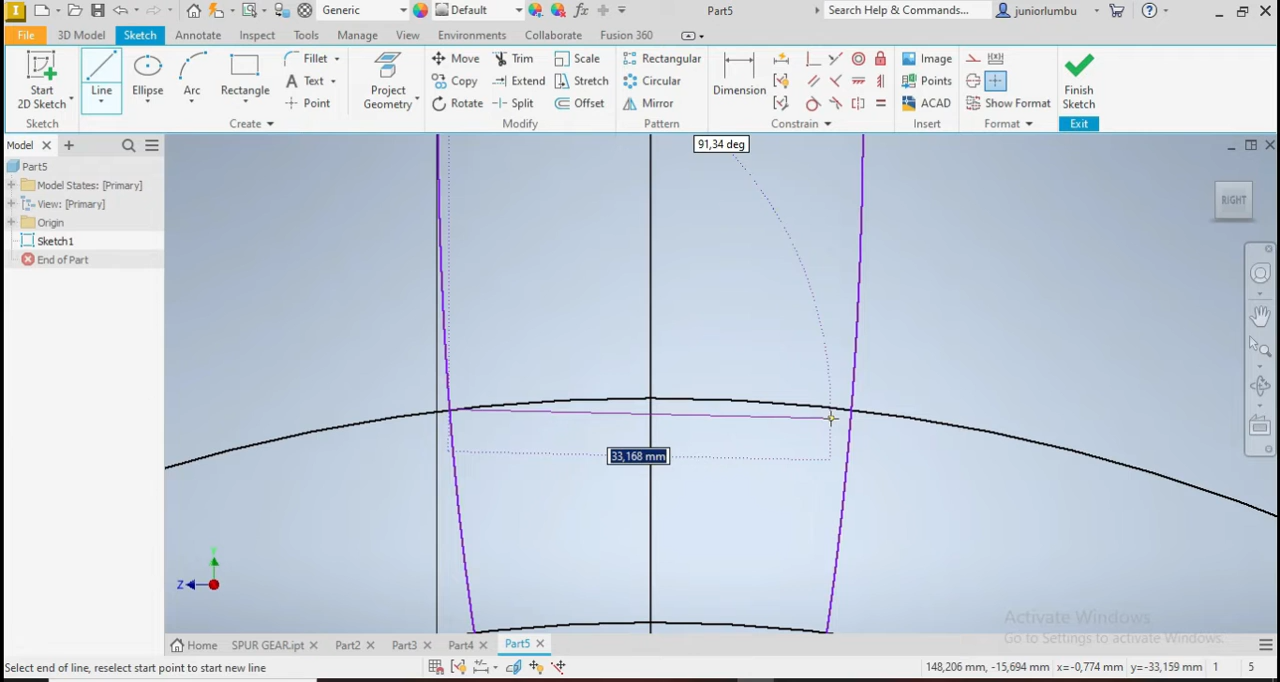 Generic
Default
fx
Part5
Search Help & Commands...
juniorlumbu
File
3D Model
Sketch
Annotate
Inspect
Tools
Manage
View
Environments
Collaborate
Fusion 360
Start
2D Sketch
Line
Ellipse
Arc
Rectangle
Fillet
Text
Point
Project
Geometry
Move
Copy
Rotate
Trim
Extend
Split
Scale
Stretch
Offset
Rectangular
Circular
Mirror
Dimension
Image
Points
ACAD
Show Format
Finish
Sketch
Sketch
Create
Modify
Pattern
Constrain
Insert
Format
Exit
Model
Part5
Model States: [Primary]
View: [Primary]
Origin
Sketch1
End of Part
91,34 deg
RIGHT
33,168 mm
Z
Activate Windows
Go to Settings to activate Windows.
Home
SPUR GEAR.ipt
Part2
Part3
Part4
Part5
Select end of line, reselect start point to start new line
148,206 mm, -15,694 mm
x=-0,774 mm
y=-33,159 mm
1
5